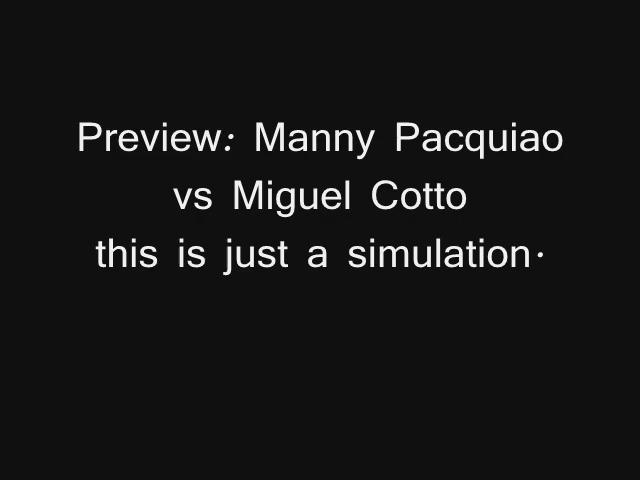 Preview: Manny Pacquiao
vs Miguel Cotto
this is just a simulation.